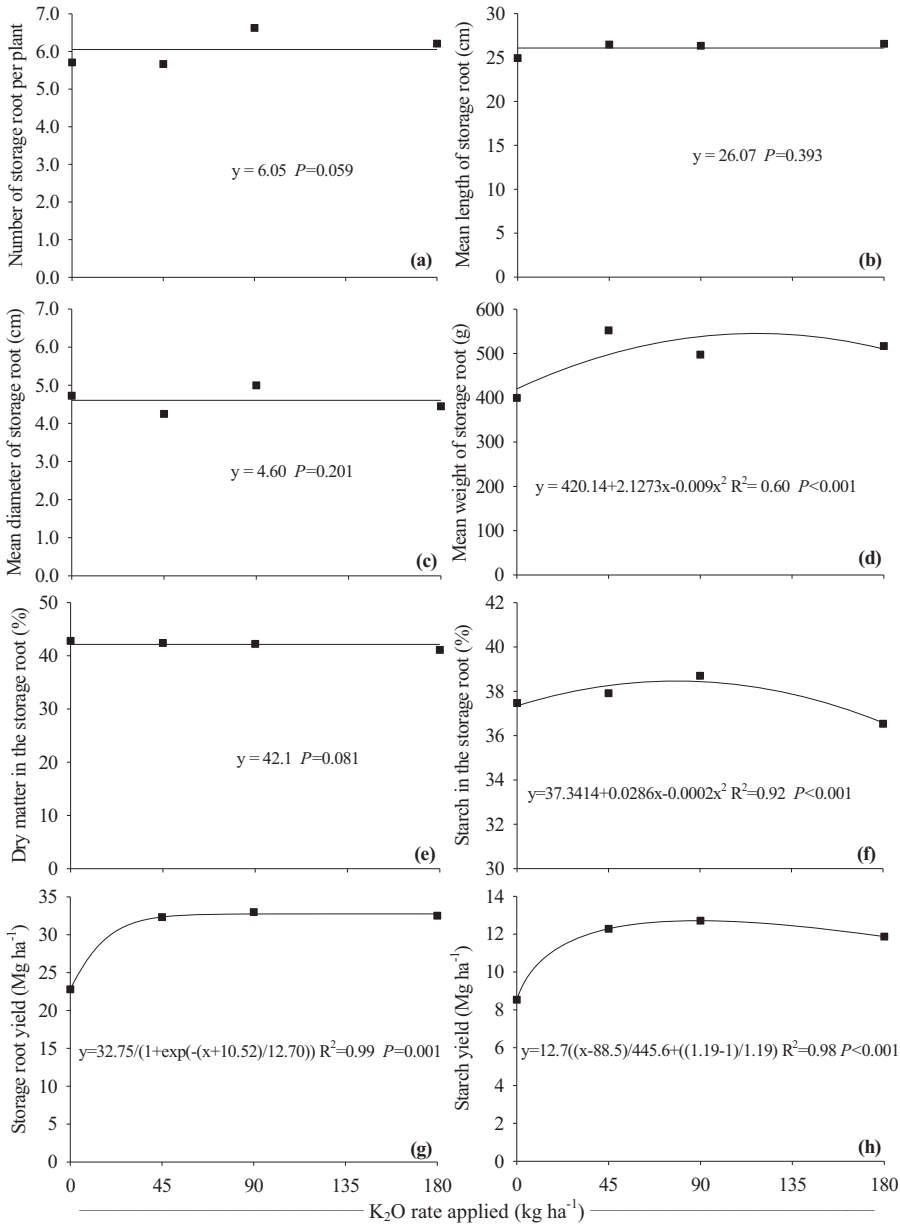 Number of storage root per plant
7.0
6.0
5.0
4.0
3.0
2.0
1.0
0.0
y = 6.05 P=0.059
(a)
Mean length of storage root (cm)
30
25
20
15
10
5
0
y = 26.07 P=0.393
(b)
Mean diameter of storage root (cm)
7.0
6.0
5.0
4.0
3.0
2.0
1.0
0.0
y = 4.60 P=0.201
(c)
Mean weight of storage root (g)
600
500
400
300
200
100
0
y = 420.14+2.1273x-0.009x² R²= 0.60 P<0.001
(d)
Dry matter in the storage root (%)
50
40
30
20
10
0
y = 42.1 P=0.081
(e)
Starch in the storage root (%)
42
40
38
36
34
32
30
y=37.3414+0.0286x-0.0002x² R²=0.92 P<0.001
(f)
Storage root yield (Mg ha⁻¹)
35
30
25
20
15
10
5
0
y=32.75/(1+exp(-(x+10.52)/12.70)) R²=0.99 P=0.001
(g)
0 45 90 135 180
Starch yield (Mg ha⁻¹)
14
12
10
8
6
4
2
0
y=12.7((x-88.5)/445.6+((1.19-1)/1.19) R²=0.98 P<0.001
(h)
0 45 90 135 180
K₂O rate applied (kg ha⁻¹)